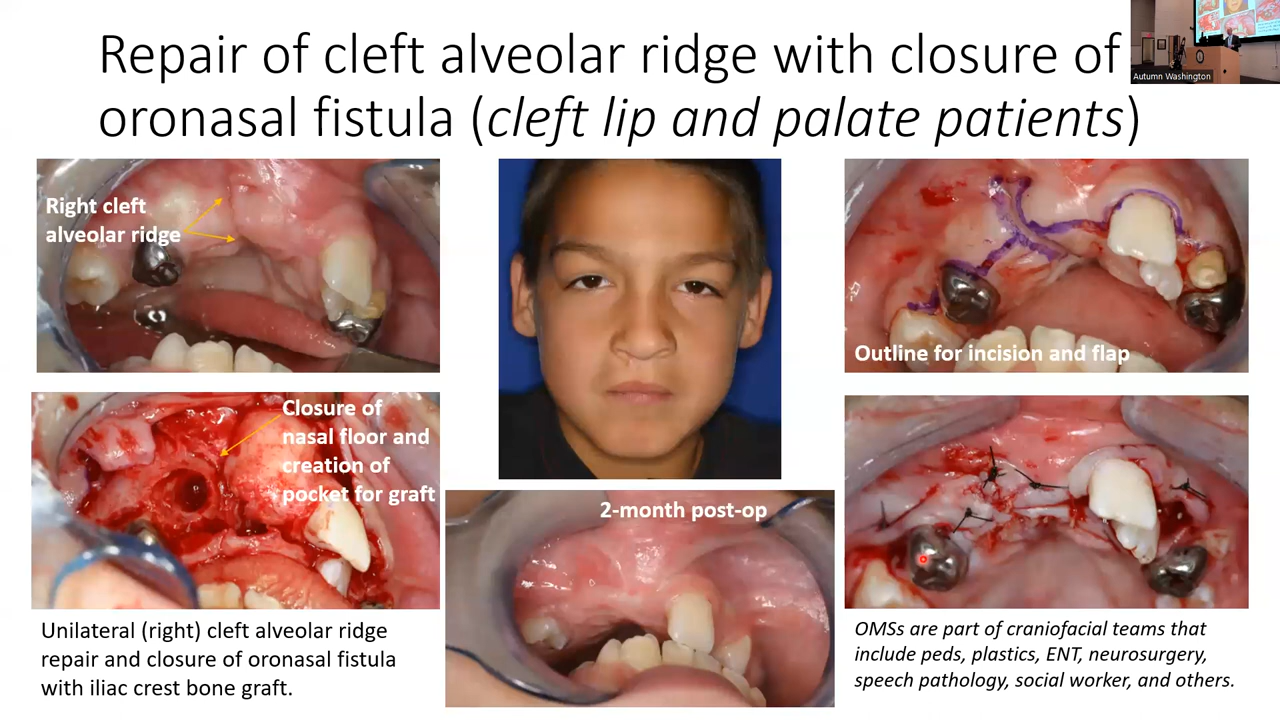 Repair of cleft alveolar ridge with closure of
oronasal fistula (cleft lip and palate patients)
Autumn Washington
Right cleft
alveolar ridge
Outline for incision and flap
Closure of
nasal floor and
creation of
pocket for graft
2-month post-op
Unilateral (right) cleft alveolar ridge
repair and closure of oronasal fistula
with iliac crest bone graft.
OMSs are part of craniofacial teams that
include peds, plastics, ENT, neurosurgery,
speech pathology, social worker, and others.